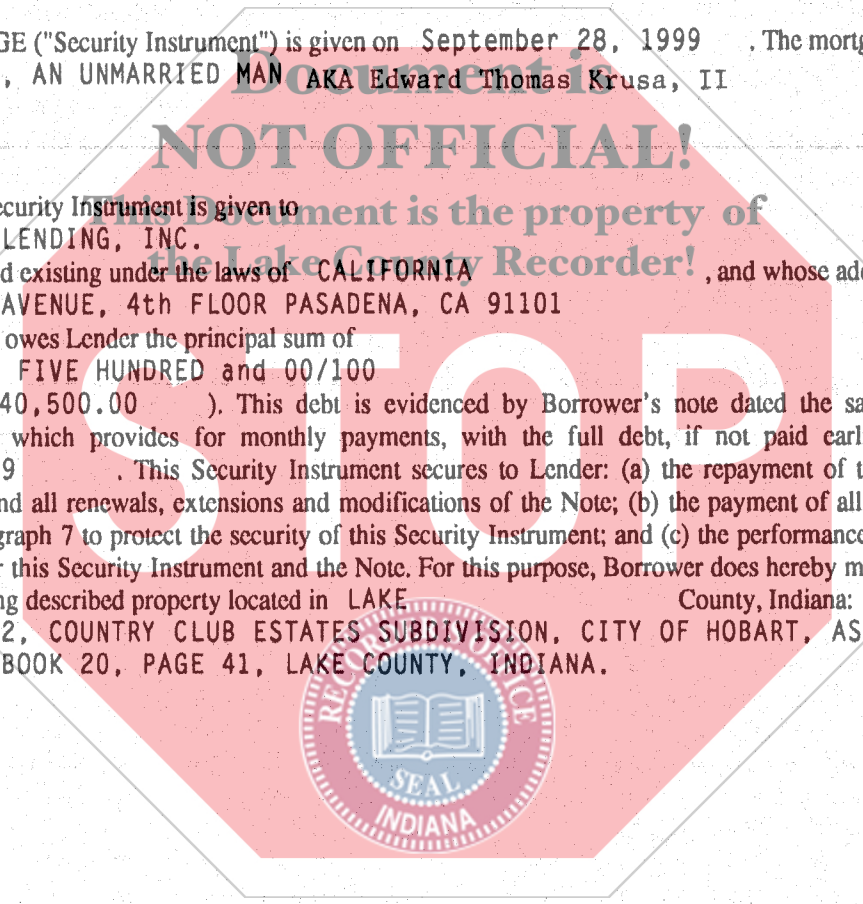 GE ("Security Instrument") is given on September 28, 1999 . The mortg
, AN UNMARRIED MAN AKA Edward Thomas Krusa, II
Document is
NOT OFFICIAL!
ecurity Instrument is given to
This Document is the property of
LENDING, INC.
d existing under the laws of CALIFORNIA , and whose add
the Lake County Recorder!
AVENUE, 4th FLOOR PASADENA, CA 91101
owes Lender the principal sum of
FIVE HUNDRED and 00/100
40,500.00 ). This debt is evidenced by Borrower's note dated the sa
which provides for monthly payments, with the full debt, if not paid earli
9 . This Security Instrument secures to Lender: (a) the repayment of t
nd all renewals, extensions and modifications of the Note; (b) the payment of all
graph 7 to protect the security of this Security Instrument; and (c) the performance
r this Security Instrument and the Note. For this purpose, Borrower does hereby m
ng described property located in LAKE County, Indiana:
2, COUNTRY CLUB ESTATES SUBDIVISION, CITY OF HOBART, AS
BOOK 20, PAGE 41, LAKE COUNTY, INDIANA.
STOP
RECORDER'S OFFICE
SEAL
INDIANA